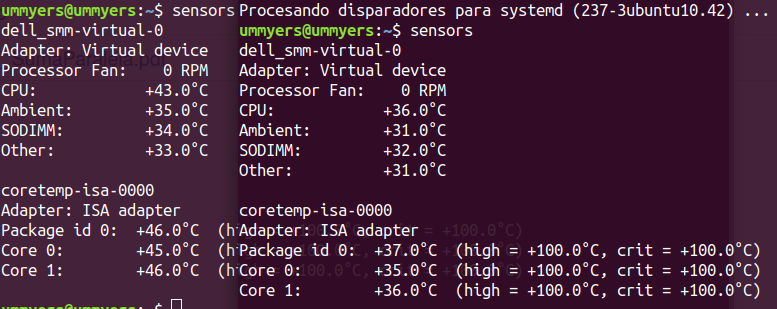 ummyers@ummyers:~$ sensors
dell_smm-virtual-0
Adapter: Virtual device
Processor Fan:    0 RPM
CPU:            +43.0°C
Ambient:        +35.0°C
SODIMM:         +34.0°C
Other:          +33.0°C
coretemp-isa-0000
Adapter: ISA adapter
Package id 0:  +46.0°C  (hi
Core 0:        +45.0°C  (hi
Core 1:        +46.0°C  (hi
ummyers@ummyers:~$
Procesando disparadores para systemd (237-3ubuntu10.42) ...
ummyers@ummyers:~$ sensors
dell_smm-virtual-0
Adapter: Virtual device
Processor Fan:    0 RPM
CPU:            +36.0°C
Ambient:        +31.0°C
SODIMM:         +32.0°C
Other:          +31.0°C
coretemp-isa-0000
Adapter: ISA adapter
Package id 0:  +37.0°C  (high = +100.0°C, crit = +100.0°C)
Core 0:        +35.0°C  (high = +100.0°C, crit = +100.0°C)
Core 1:        +36.0°C  (high = +100.0°C, crit = +100.0°C)